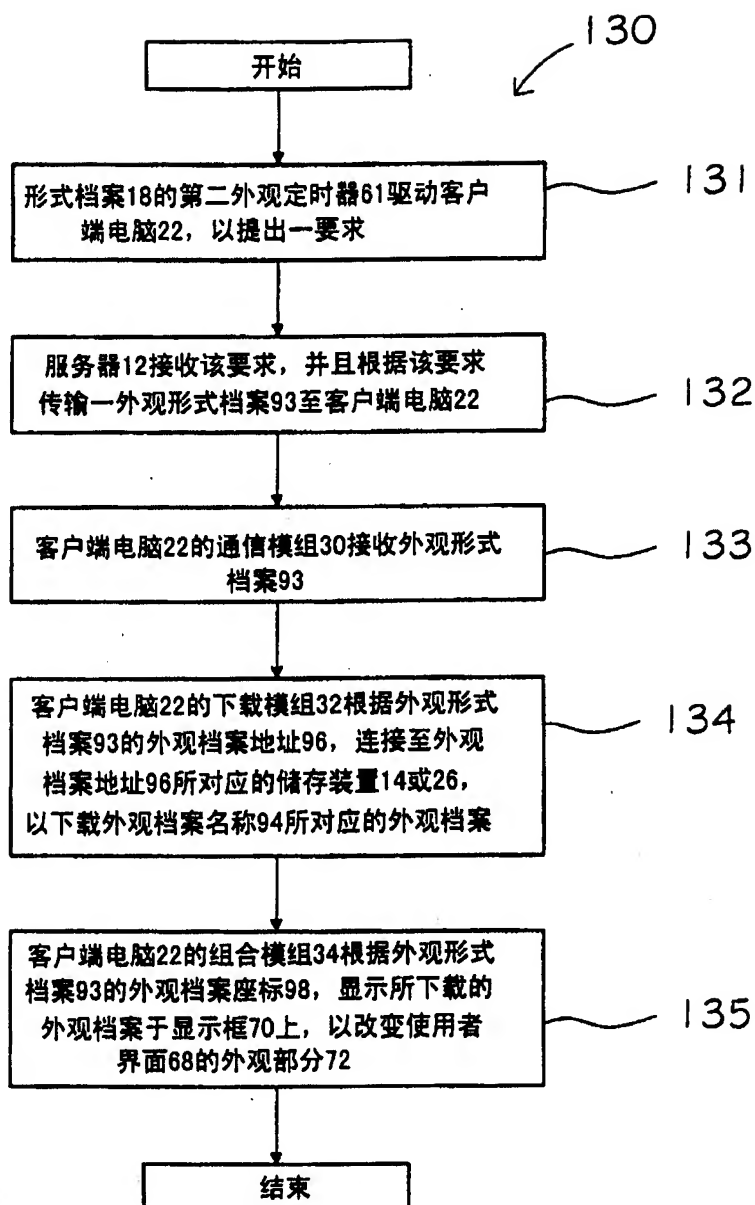 130
开始
形式档案18的第二外观定时器61驱动客户
端电脑22，以提出一要求
131
服务器12接收该要求，并且根据该要求
传输一外观形式档案93至客户端电脑22
132
客户端电脑22的通信模组30接收外观形式
档案93
133
客户端电脑22的下载模组32根据外观形式
档案93的外观档案地址96，连接至外观
档案地址96所对应的储存装置14或26，
以下载外观档案名称94所对应的外观档案
134
客户端电脑22的组合模组34根据外观形式
档案93的外观档案座标98，显示所下载的
外观档案于显示框70上，以改变使用者
界面68的外观部分72
135
结束